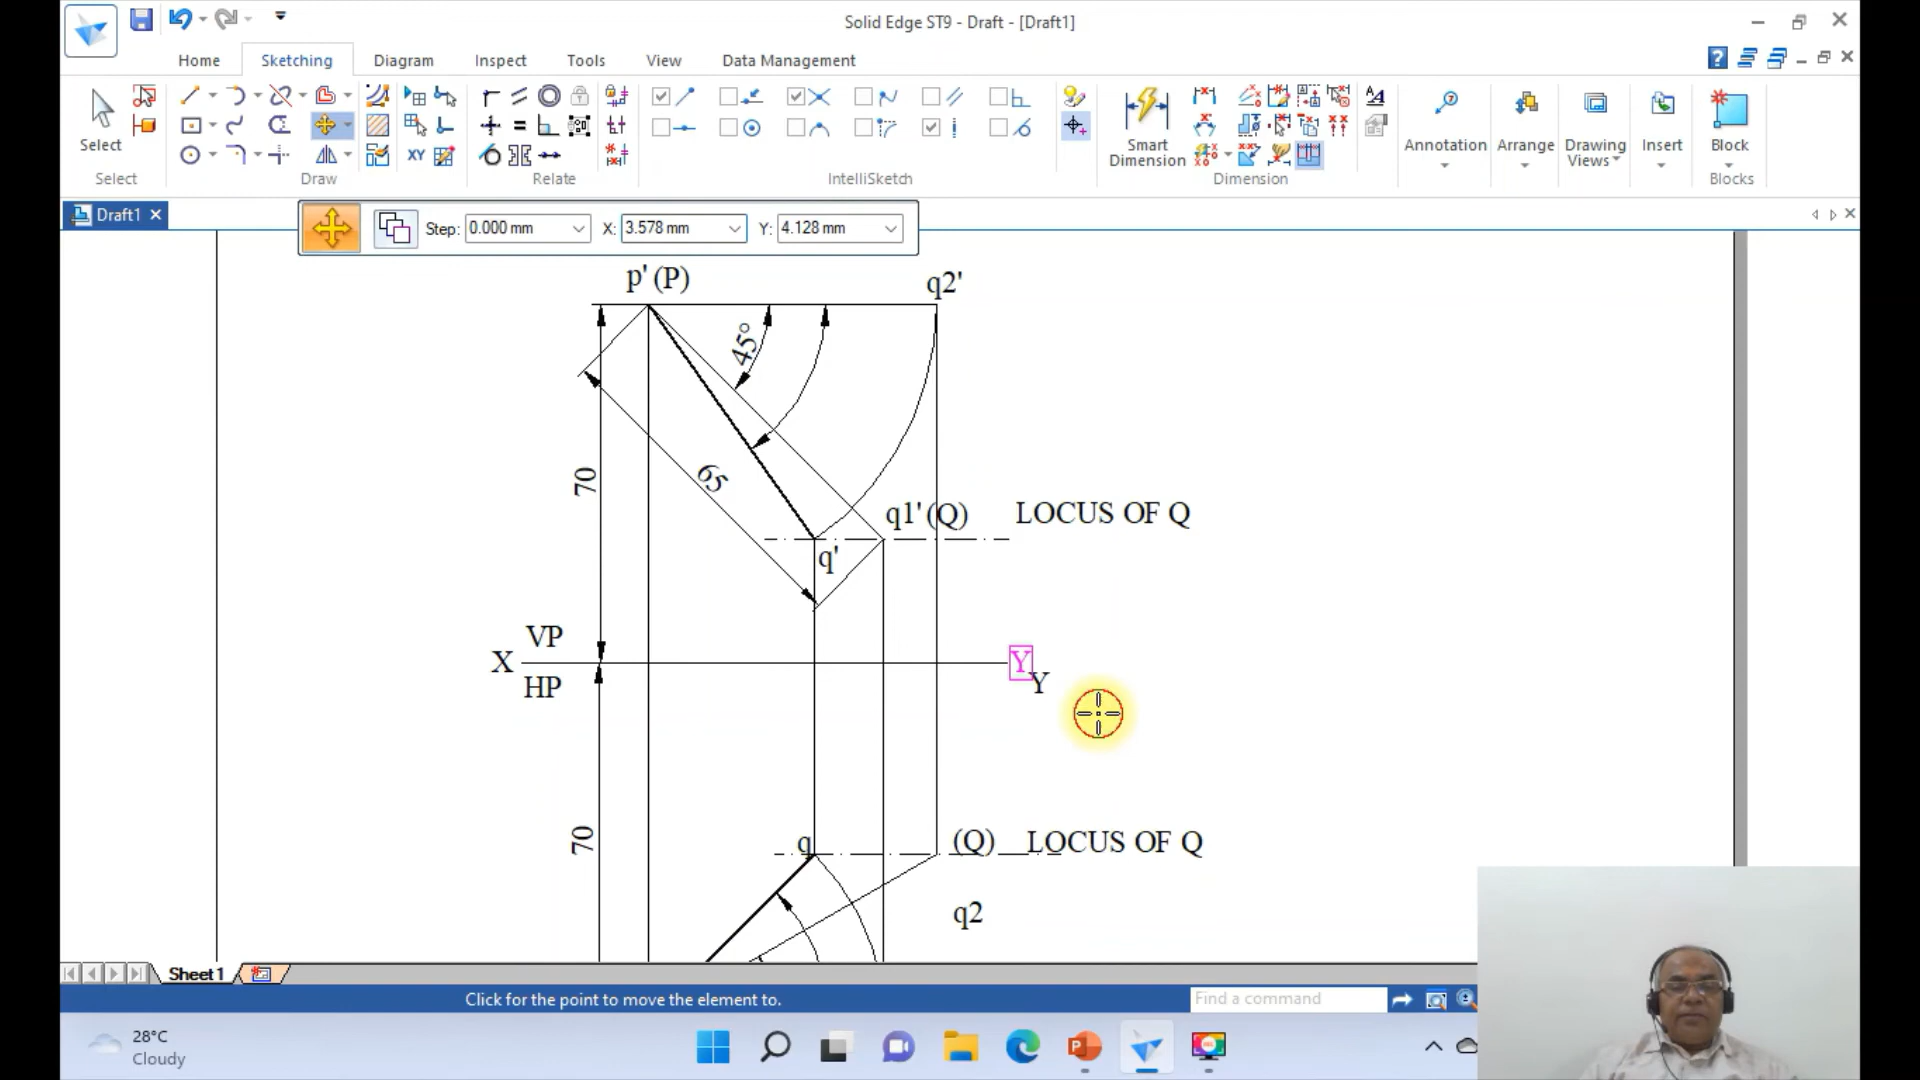 Solid Edge ST9 - Draft - [Draft1]
Home Sketching Diagram Inspect Tools View Data Management
Select
Smart Dimension
Annotation
Arrange
Drawing Views
Insert
Block
Select Draw Relate IntelliSketch Dimension Blocks
XY
A
?
Draft1
Step: 0.000 mm X: 3.578 mm Y: 4.128 mm
p' (P)
q2'
45°
70
65
q1' (Q) LOCUS OF Q
q'
VP
X
HP
Y
Y
70
q
(Q) LOCUS OF Q
q2
Sheet1
Click for the point to move the element to.
Find a command
28°C
Cloudy